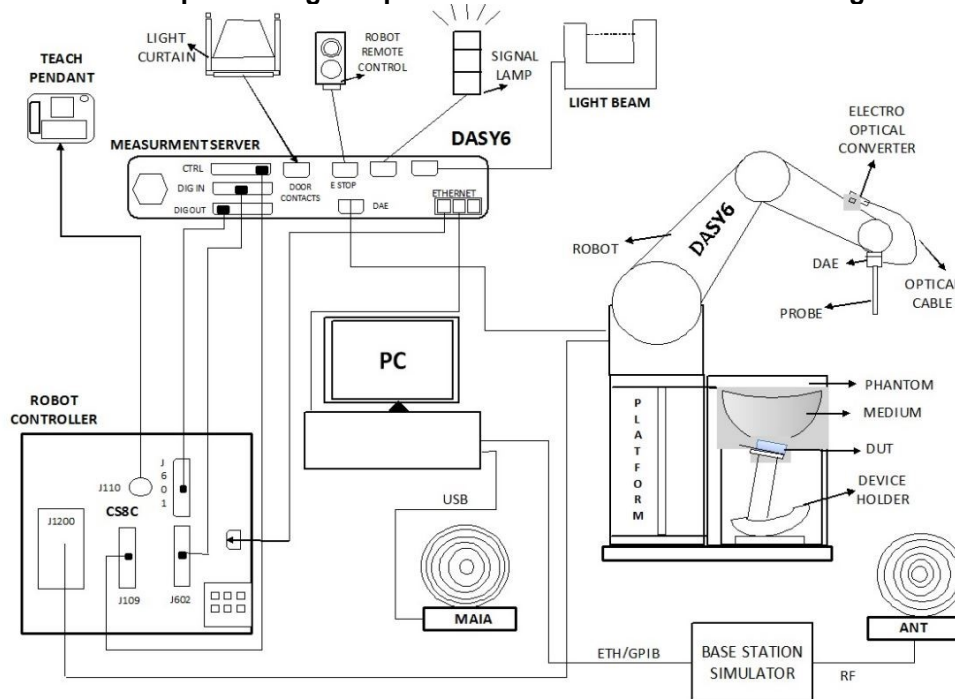 LIGHT
CURTAIN
ROBOT
REMOTE
CONTROL
SIGNAL
LAMP
LIGHT BEAM
TEACH
PENDANT
ELECTRO
OPTICAL
CONVERTER
MEASURMENT SERVER
DASY6
CTRL
DIG IN
DIGOUT
DOOR
CONTACTS
E STOP
DAE
ETHERNET
ROBOT
DASY6
DAE
OPTICAL
CABLE
PROBE
PC
PLATFORM
PHANTOM
MEDIUM
DUT
DEVICE
HOLDER
ROBOT
CONTROLLER
J110
J601
CS8C
J1200
J109
J602
USB
MAIA
ETH/GPIB
BASE STATION
SIMULATOR
RF
ANT